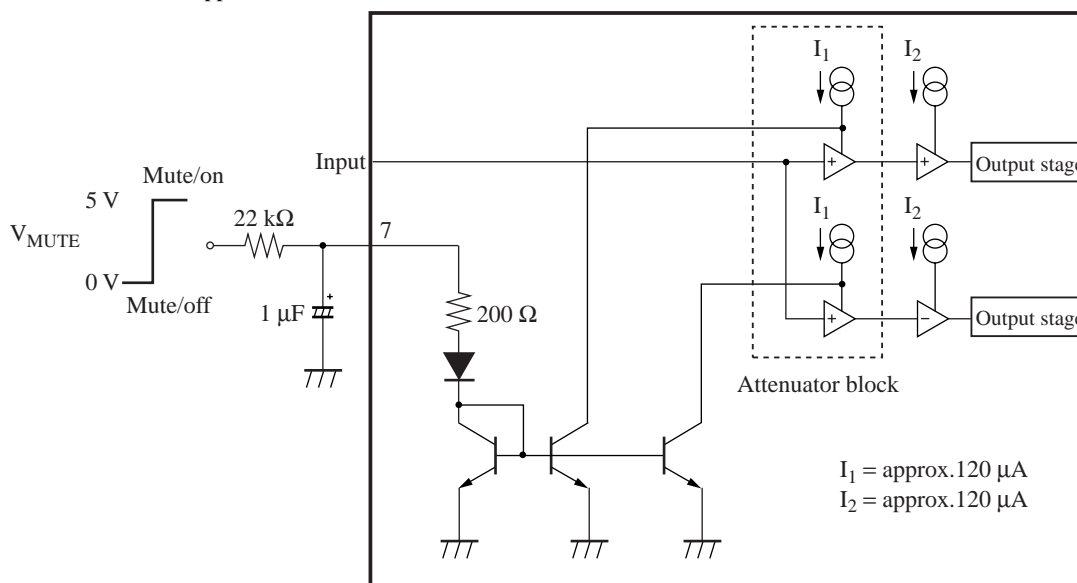 I1
I2
Input
Output stage
Mute/on
5 V
22 kΩ
7
VMUTE
I1
I2
0 V
Mute/off
1 μF
+
200 Ω
+
+
+
−
Output stage
Attenuator block
I1 = approx.120 μA
I2 = approx.120 μA